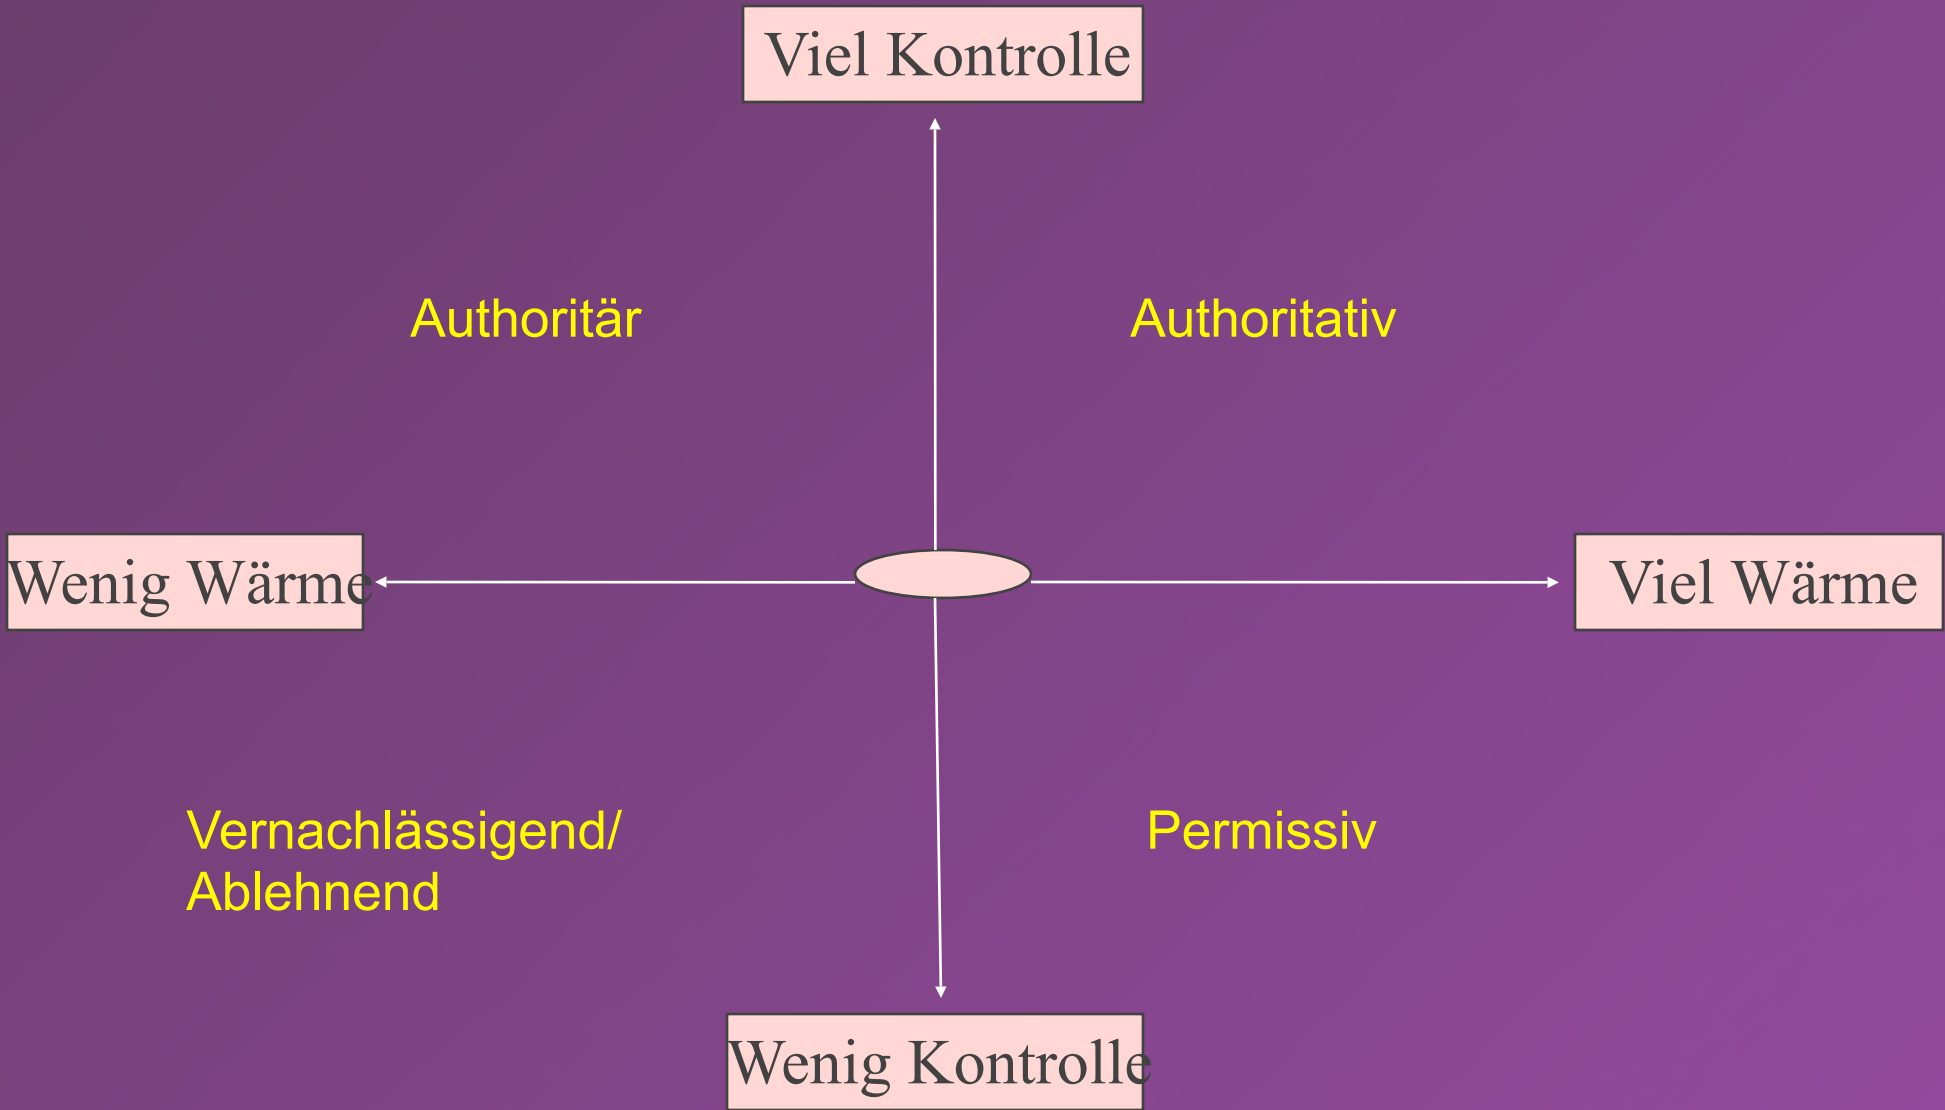 Viel Kontrolle
Authoritär
Authoritativ
Wenig Wärme
Viel Wärme
Vernachlässigend/
Ablehnend
Permissiv
Wenig Kontrolle